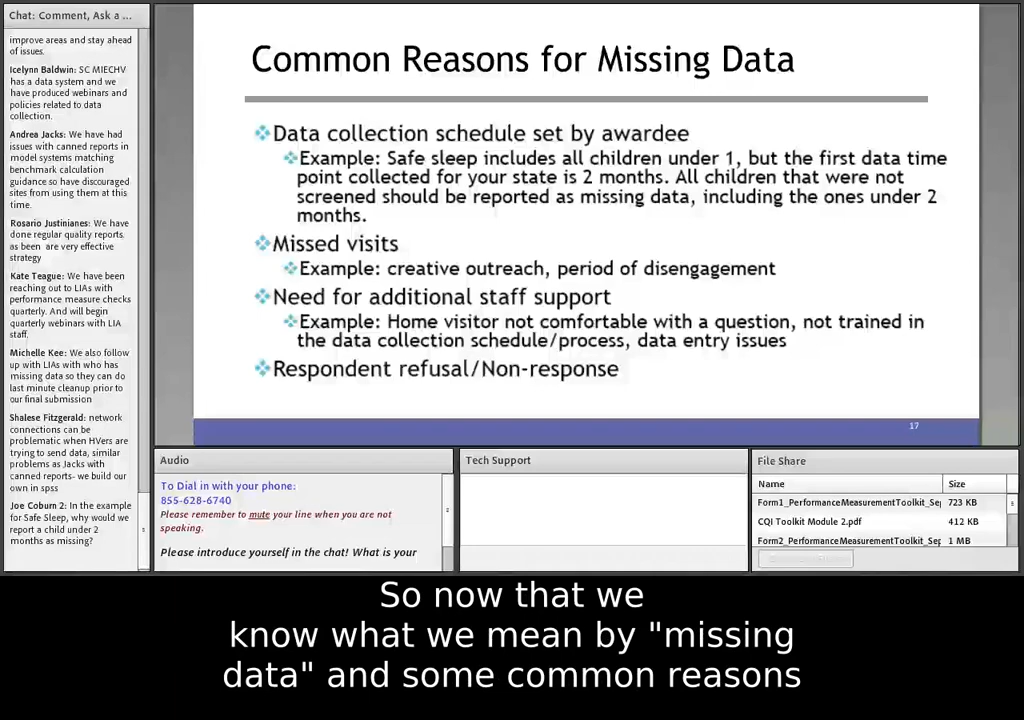 Chat: Comment, Ask a ...
improve areas and stay ahead
of issues.
Icelynn Baldwin: SC MIECHV
has a data system and we
have produced webinars and
policies related to data
collection.
Andrea Jacks: We have had
issues with canned reports in
model systems matching
benchmark calculation
guidance so have discouraged
sites from using them at this
time.
Rosario Justinianes: We have
done regular quality reports,
as been are very effective
strategy
Kate Teague: We have been
reaching out to LIAs with
performance measure checks
quarterly. And will begin
quarterly webinars with LIA
staff.
Michelle Kee: We also follow
up with LIAs with who has
missing data so they can do
last minute cleanup prior to
our final submission
Shalese Fitzgerald: network
connections can be
problematic when HVers are
trying to send data, similar
problems as Jacks with
canned reports- we build our
own in spss
Joe Coburn 2: In the example
for Safe Sleep, why would we
report a child under 2
months as missing?
Common Reasons for Missing Data
Data collection schedule set by awardee
Example: Safe sleep includes all children under 1, but the first data time
point collected for your state is 2 months. All children that were not
screened should be reported as missing data, including the ones under 2
months.
Missed visits
Example: creative outreach, period of disengagement
Need for additional staff support
Example: Home visitor not comfortable with a question, not trained in
the data collection schedule/process, data entry issues
Respondent refusal/Non-response
17
Audio
To Dial in with your phone:
855-628-6740
Please remember to mute your line when you are not
speaking.
Please introduce yourself in the chat! What is your
Tech Support
File Share
Name Size
Form1_PerformanceMeasurementToolkit_Sep 723 KB
CQI Toolkit Module 2.pdf 412 KB
Form2_PerformanceMeasurementToolkit_Sep 1 MB
So now that we
know what we mean by "missing
data" and some common reasons